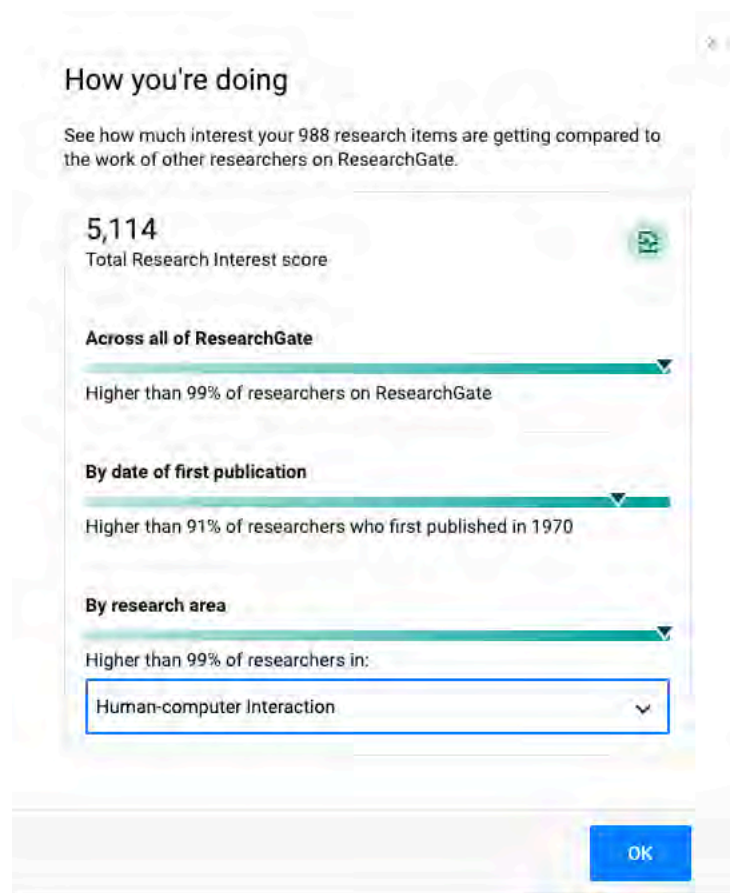 How you're doing
See how much interest your 988 research items are getting compared to
the work of other researchers on ResearchGate.
5,114
Total Research Interest score
Across all of ResearchGate
Higher than 99% of researchers on ResearchGate
By date of first publication
Higher than 91% of researchers who first published in 1970
By research area
Higher than 99% of researchers in:
Human-computer Interaction
OK